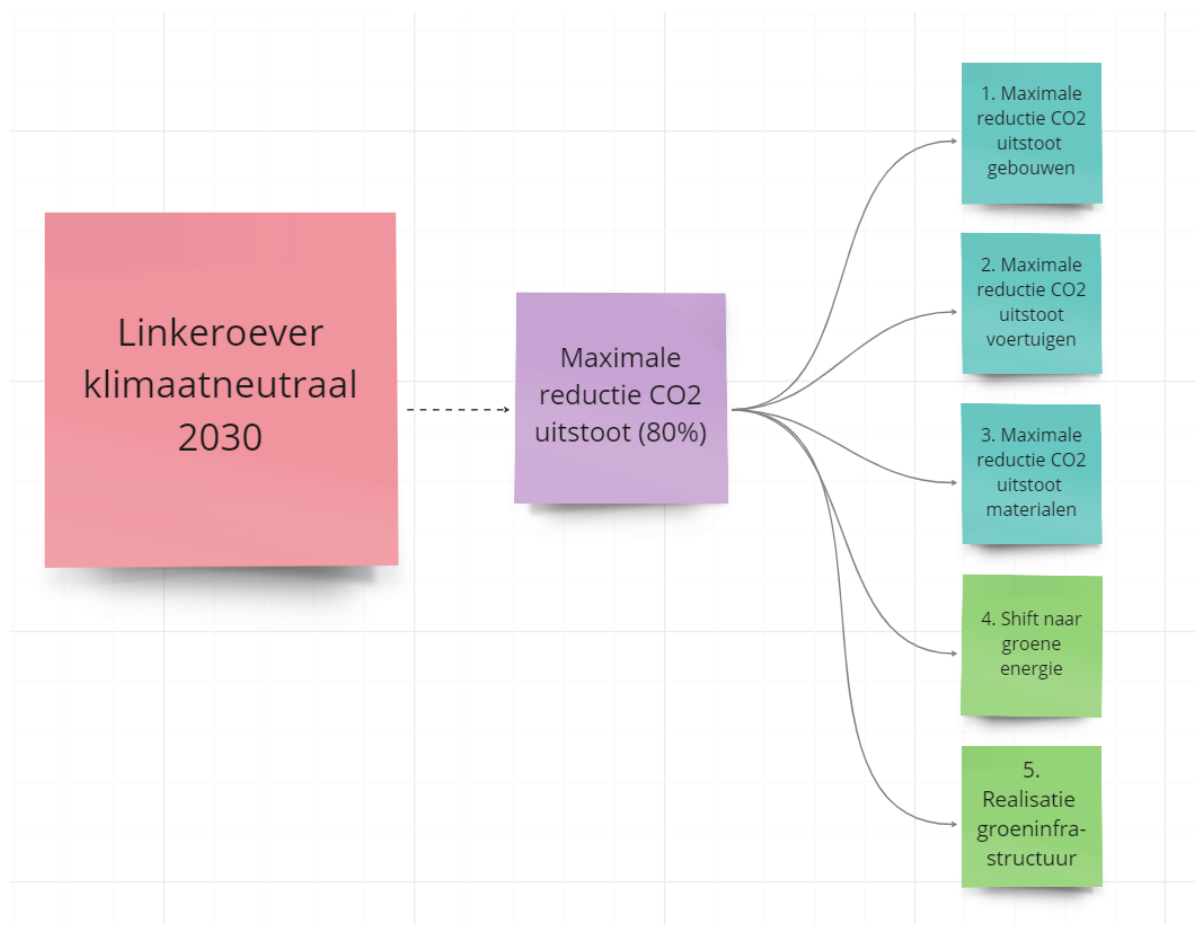 Linkeroever
klimaatneutraal
2030
Maximale
reductie CO2
uitstoot (80%)
1. Maximale
reductie CO2
uitstoot
gebouwen
2. Maximale
reductie CO2
uitstoot
voertuigen
3. Maximale
reductie CO2
uitstoot
materialen
4. Shift naar
groene
energie
5.
Realisatie
groeninfra-
structuur